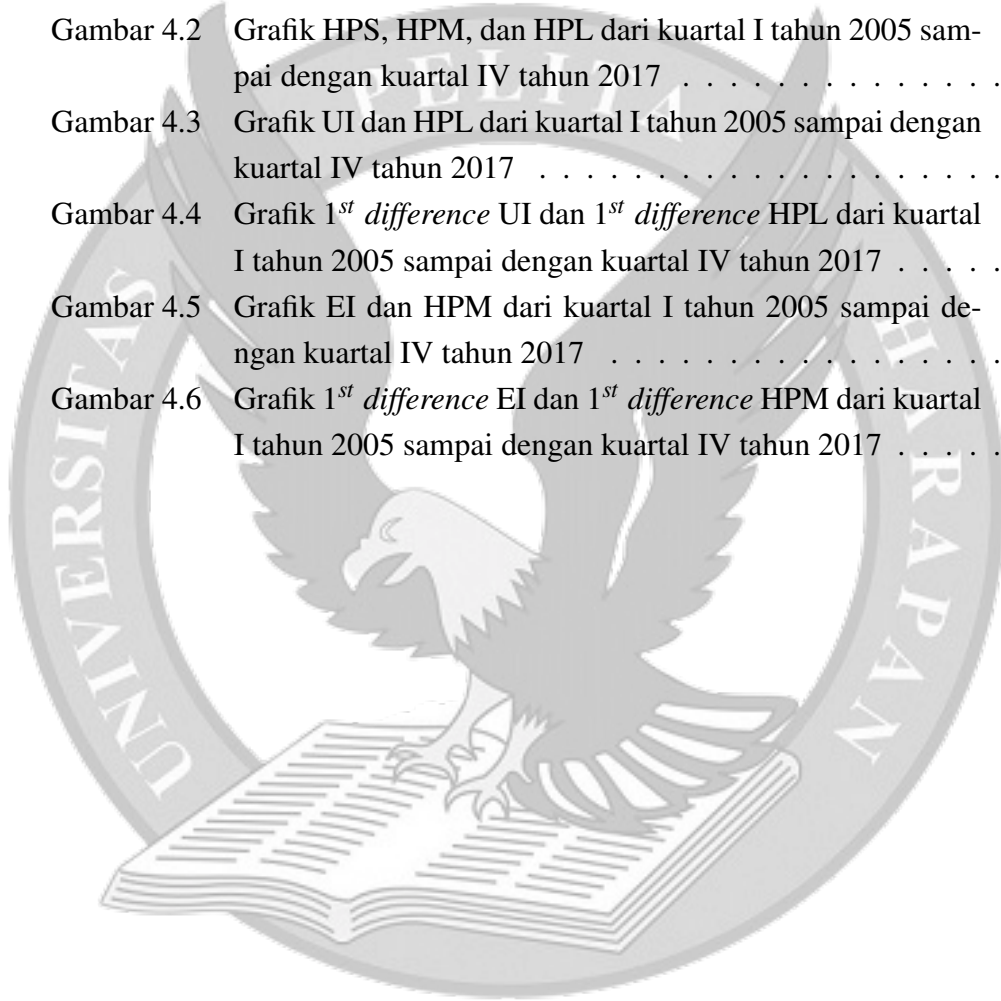 Gambar 4.2 Grafik HPS, HPM, dan HPL dari kuartal I tahun 2005 sam-
pai dengan kuartal IV tahun 2017 . . . . . . . . . . . . . . .
Gambar 4.3 Grafik UI dan HPL dari kuartal I tahun 2005 sampai dengan
kuartal IV tahun 2017 . . . . . . . . . . . . . . . . . . . . .
Gambar 4.4 Grafik 1st difference UI dan 1st difference HPL dari kuartal
I tahun 2005 sampai dengan kuartal IV tahun 2017 . . . . .
Gambar 4.5 Grafik EI dan HPM dari kuartal I tahun 2005 sampai de-
ngan kuartal IV tahun 2017 . . . . . . . . . . . . . . . . . .
Gambar 4.6 Grafik 1st difference EI dan 1st difference HPM dari kuartal
I tahun 2005 sampai dengan kuartal IV tahun 2017 . . . . .
UNIVERSITAS PELITA HARAPAN